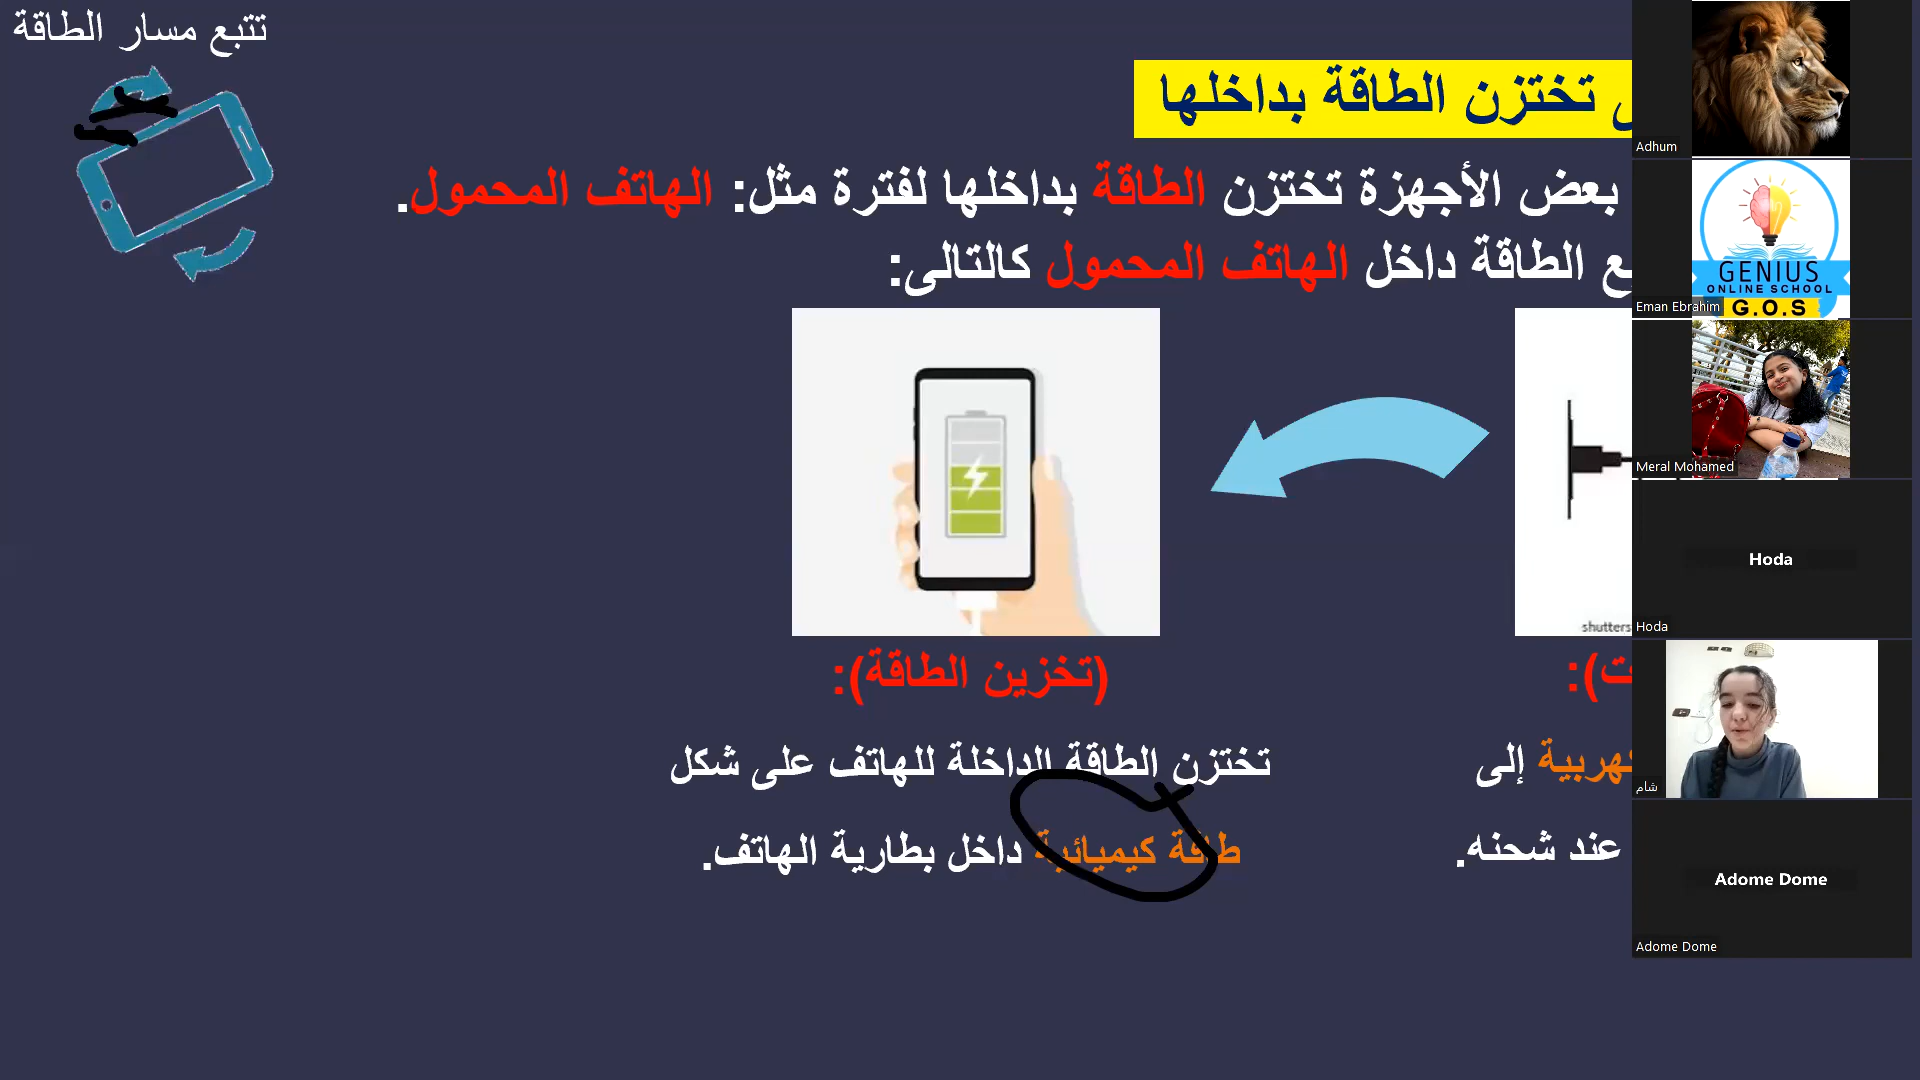 تتبع مسار الطاقة
تختزن الطاقة بداخلها
بعض الأجهزة تختزن الطاقة بداخلها لفترة مثل: الهاتف المحمول.
الطاقة داخل الهاتف المحمول كالتالى:
shutters
(تخزين الطاقة):
تختزن الطاقة الداخلة للهاتف على شكل
طاقة كيميائية داخل بطارية الهاتف.
إلى
عند شحنه.
Adhum
GENIUS
ONLINE SCHOOL
G.O.S
Eman Ebrahim
Meral Mohamed
Hoda
Hoda
شام
Adome Dome
Adome Dome